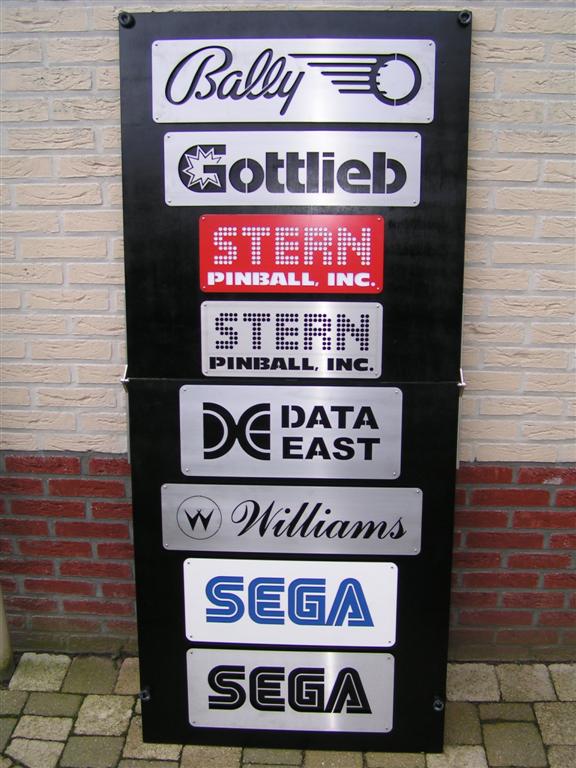 Bally
Gottlieb
STERN
PINBALL, INC.
STERN
PINBALL, INC.
DATA
EAST
W Williams
SEGA
SEGA